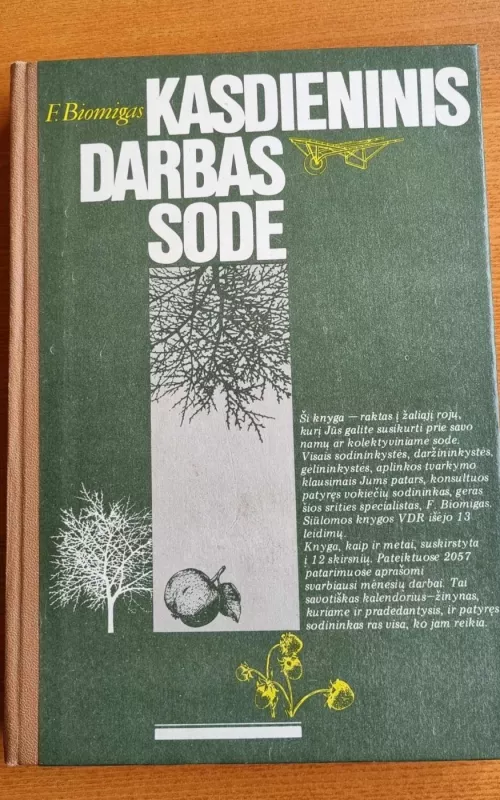 F. Biomigas KASDIENINIS
DARBAS
SODE
Ši knyga — raktas į žaliąjį rojų,
kurį Jūs galite susikurti prie savo
namų ar kolektyviniame sode.
Visais sodininkystės, daržininkystės,
gėlininkystės, aplinkos tvarkymo
klausimais Jums patars, konsultuos
patyręs vokiečių sodininkas, geras
šios srities specialistas, F. Biomigas.
Siūlomos knygos VDR išėjo 13
leidimų.
Knyga, kaip ir metai, suskirstyta
į 12 skirsnių. Pateiktuose 2057
patarimuose aprašomi
svarbiausi mėnesių darbai. Tai
savotiškas kalendorius—žinynas,
kuriame ir pradedantysis, ir patyręs
sodininkas ras visa, ko jam reikia.